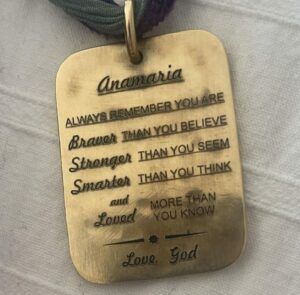 Anamaria
ALWAYS REMEMBER YOU ARE
Braver THAN YOU BELIEVE
Stronger THAN YOU SEEM
Smarter THAN YOU THINK
and
Loved MORE THAN
YOU KNOW
Love, God